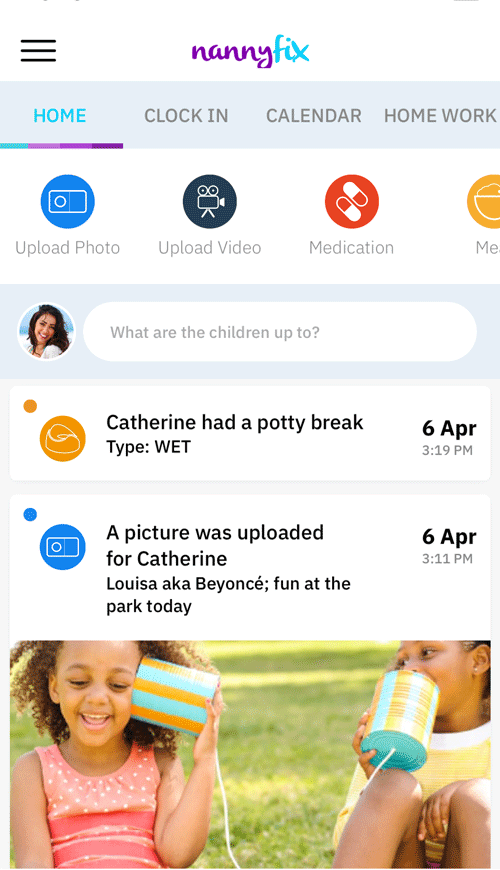 nannyfix
HOME CLOCK IN CALENDAR HOME WORK
Upload Photo Upload Video Medication
What are the children up to?
Catherine had a potty break
Type: WET
6 Apr
3:19 PM
A picture was uploaded
for Catherine
Louisa aka Beyoncé; fun at the
park today
6 Apr
3:11 PM